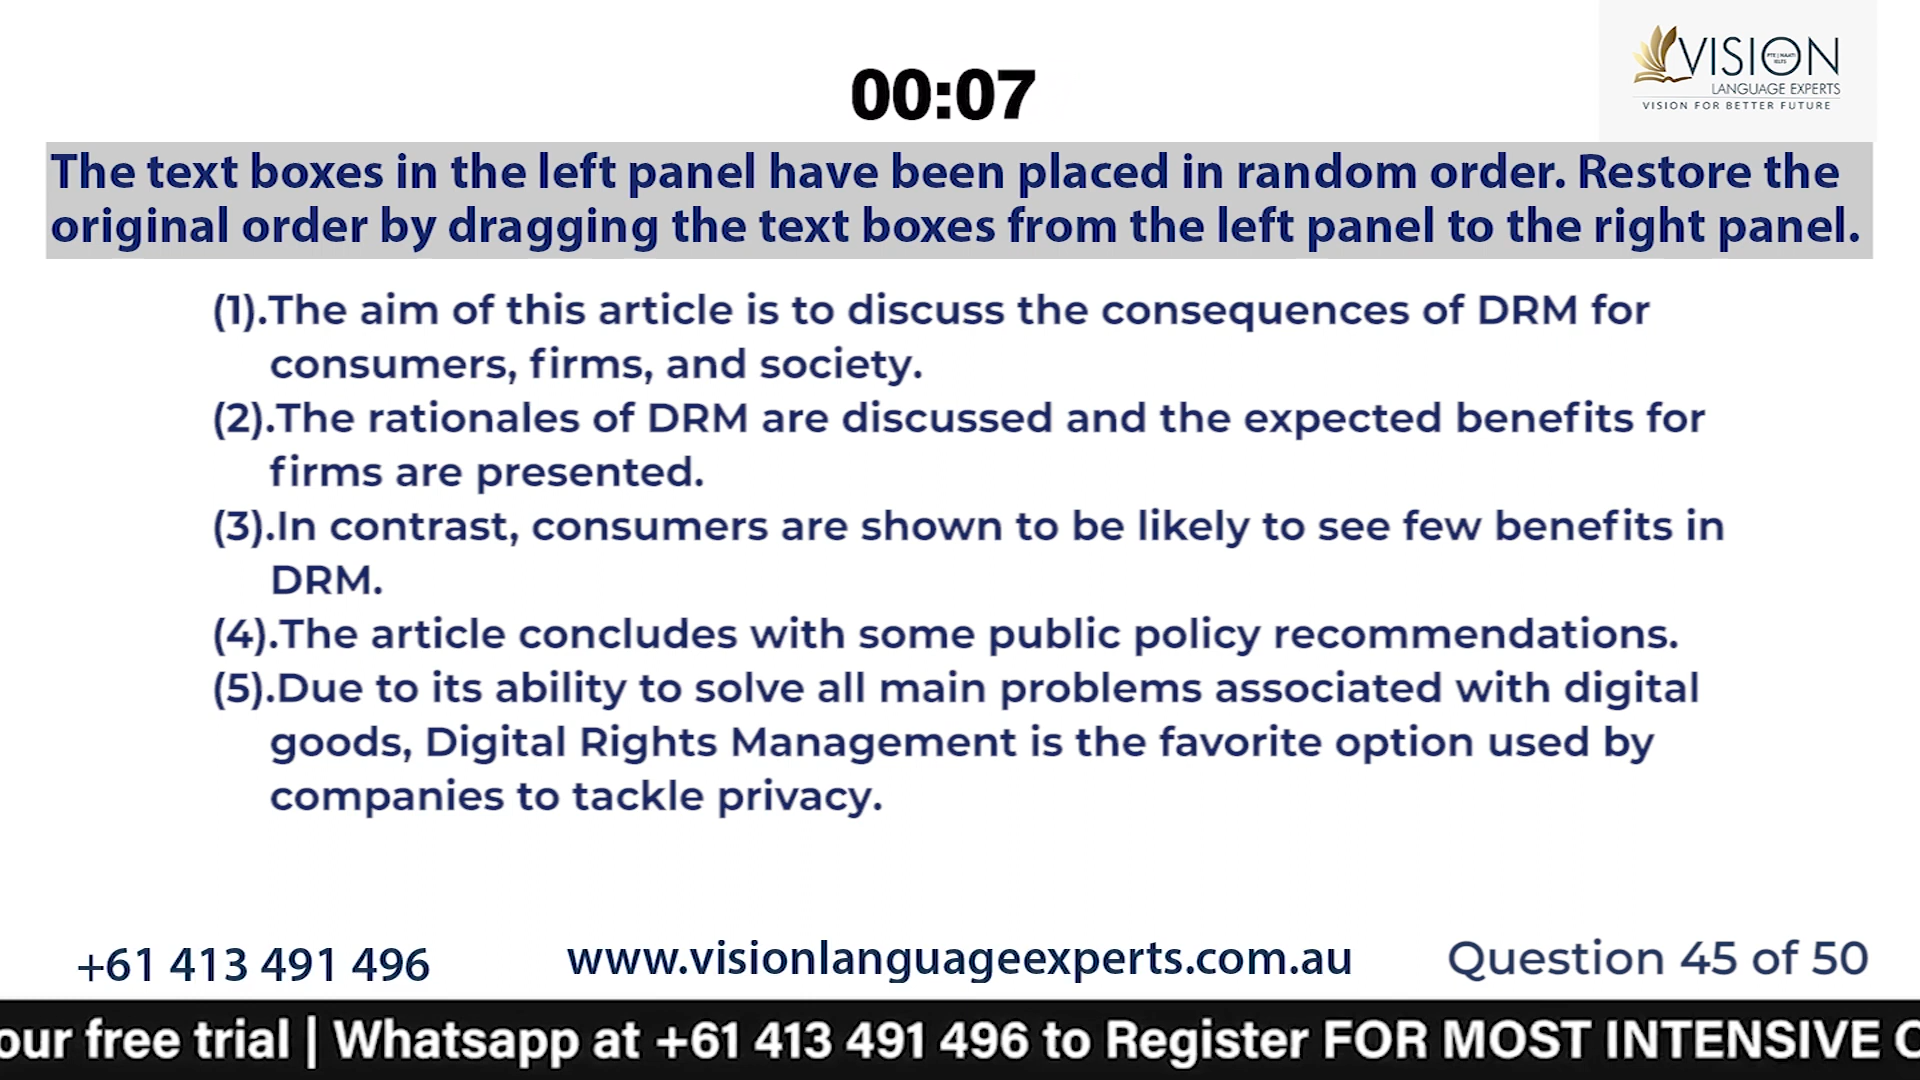 VISION
PTE | NAATI
IELTS
LANGUAGE EXPERTS
VISION FOR BETTER FUTURE
00:07
The text boxes in the left panel have been placed in random order. Restore the
original order by dragging the text boxes from the left panel to the right panel.
(1).The aim of this article is to discuss the consequences of DRM for
consumers, firms, and society.
(2).The rationales of DRM are discussed and the expected benefits for
firms are presented.
(3).In contrast, consumers are shown to be likely to see few benefits in
DRM.
(4).The article concludes with some public policy recommendations.
(5).Due to its ability to solve all main problems associated with digital
goods, Digital Rights Management is the favorite option used by
companies to tackle privacy.
+61 413 491 496 www.visionlanguageexperts.com.au Question 45 of 50
our free trial | Whatsapp at +61 413 491 496 to Register FOR MOST INTENSIVE